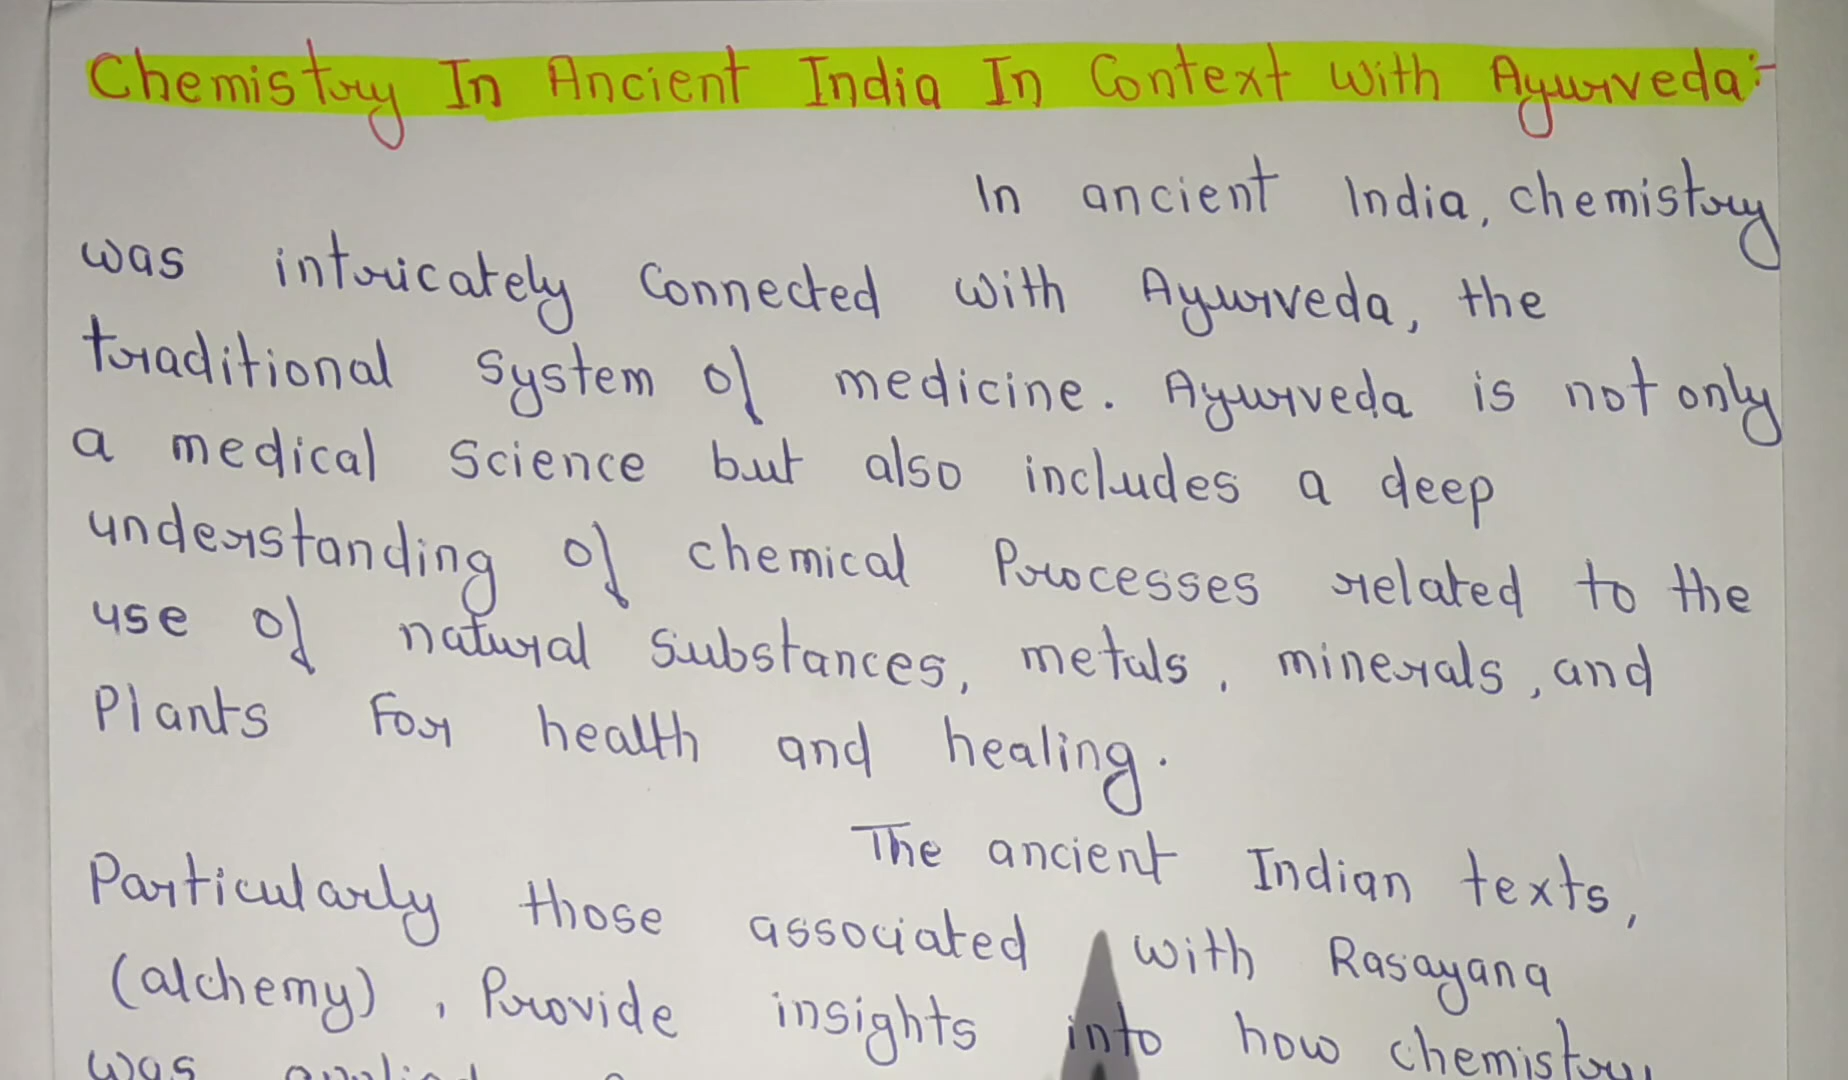 Chemistry In Ancient India In Context with Ayurveda:-
In ancient India, chemistry
was intricately Connected with Ayurveda, the
traditional system of medicine. Ayurveda is not only
a medical science but also includes a deep
understanding of chemical Processes related to the
use of natural substances, metals, minerals, and
Plants For health and healing.
The ancient Indian texts,
Particularly those associated with Rasayana
(alchemy), Provide insights into how chemistry
was applied